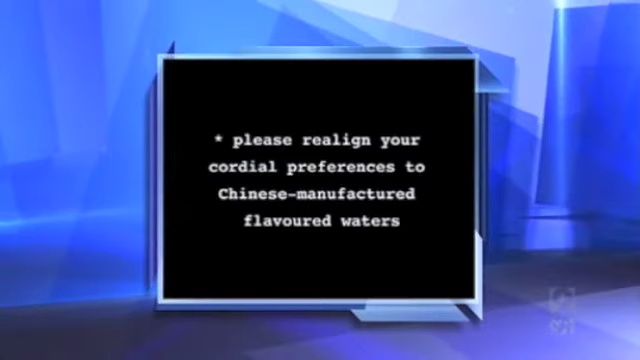 * please realign your
cordial preferences to
Chinese-manufactured
flavoured waters